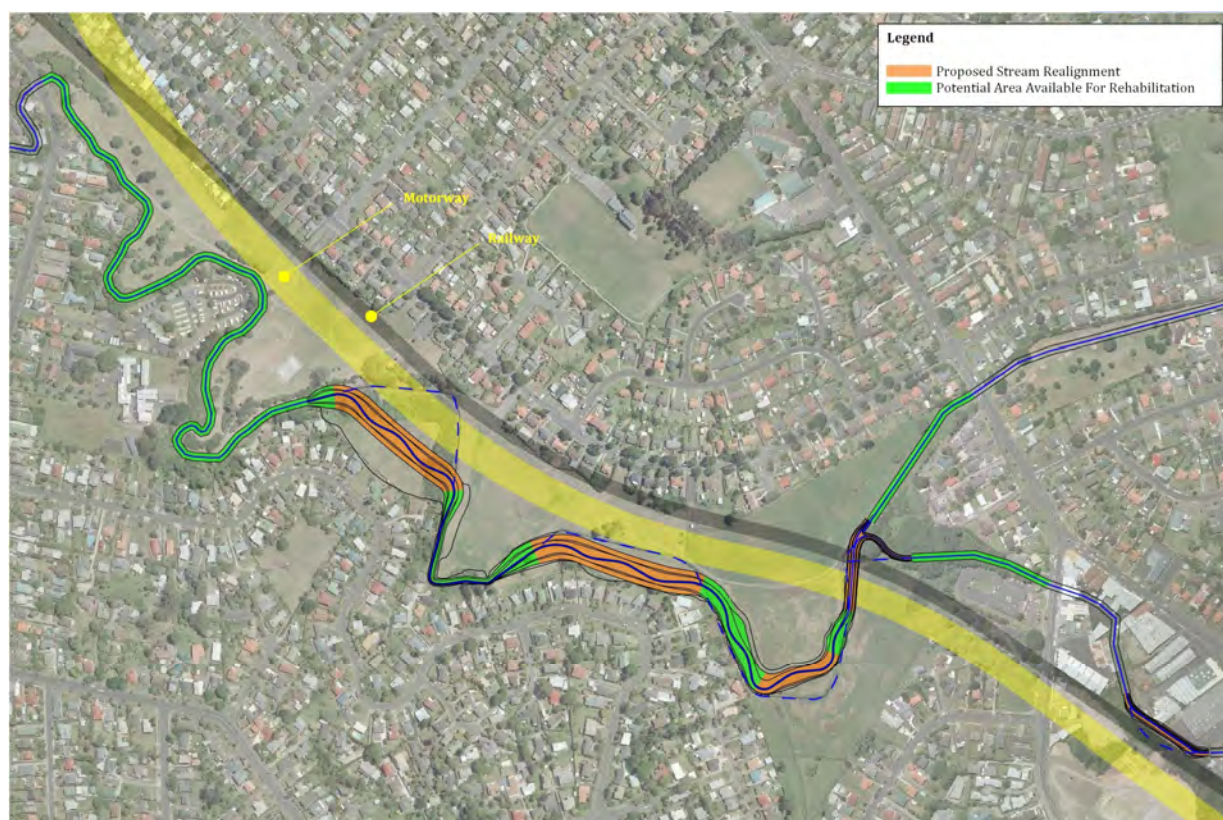 Legend
Proposed Stream Realignment
Potential Area Available For Rehabilitation
Motorway
Railway